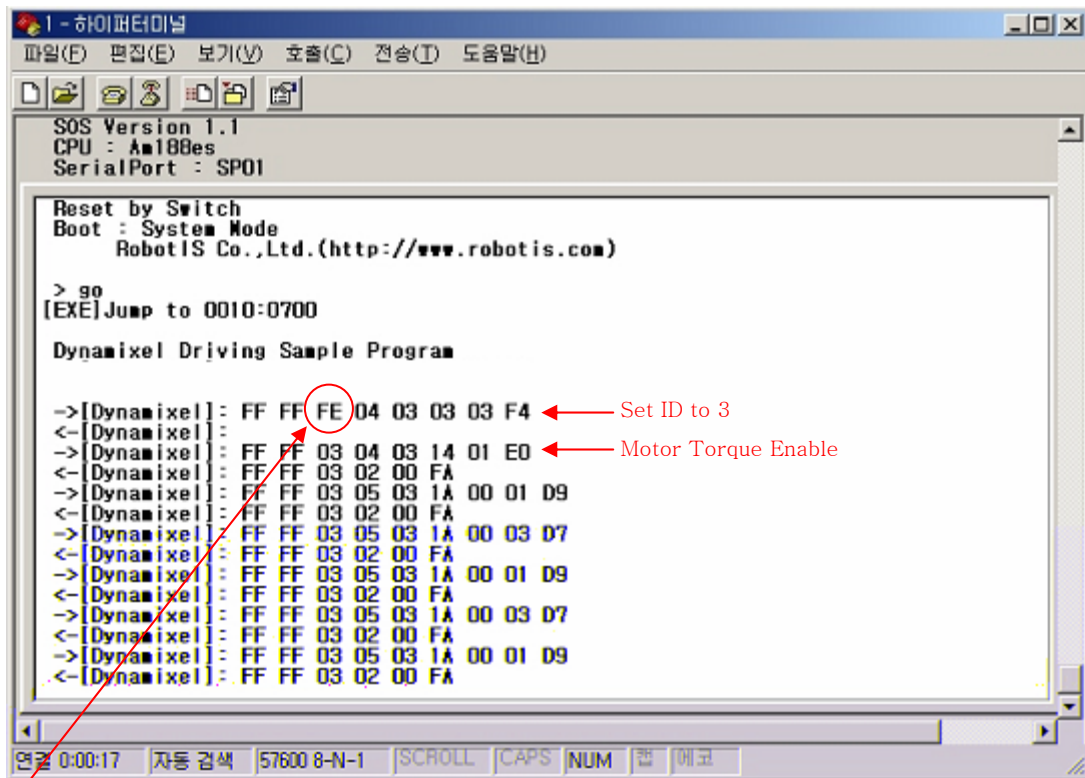 1 - 하이퍼터미널
파일(F) 편집(E) 보기(V) 호출(C) 전송(T) 도움말(H)
SOS Version 1.1
CPU : Am188es
SerialPort : SP01
Reset by Switch
Boot : System Mode
RobotIS Co.,Ltd.(http://www.robotis.com)
> go
[EXE]Jump to 0010:0700
Dynamixel Driving Sample Program
->[Dynamixel]: FF FF FE 04 03 03 03 F4 Set ID to 3
<-[Dynamixel]:
->[Dynamixel]: FF FF 03 04 03 14 01 E0 Motor Torque Enable
<-[Dynamixel]: FF FF 03 02 00 FA
->[Dynamixel]: FF FF 03 05 03 1A 00 01 D9
<-[Dynamixel]: FF FF 03 02 00 FA
->[Dynamixel]: FF FF 03 05 03 1A 00 03 D7
<-[Dynamixel]: FF FF 03 02 00 FA
->[Dynamixel]: FF FF 03 05 03 1A 00 01 D9
<-[Dynamixel]: FF FF 03 02 00 FA
->[Dynamixel]: FF FF 03 05 03 1A 00 03 D7
<-[Dynamixel]: FF FF 03 02 00 FA
->[Dynamixel]: FF FF 03 05 03 1A 00 01 D9
<-[Dynamixel]: FF FF 03 02 00 FA
연결 0:00:17 자동 검색 57600 8-N-1 SCROLL CAPS NUM 캡 에코